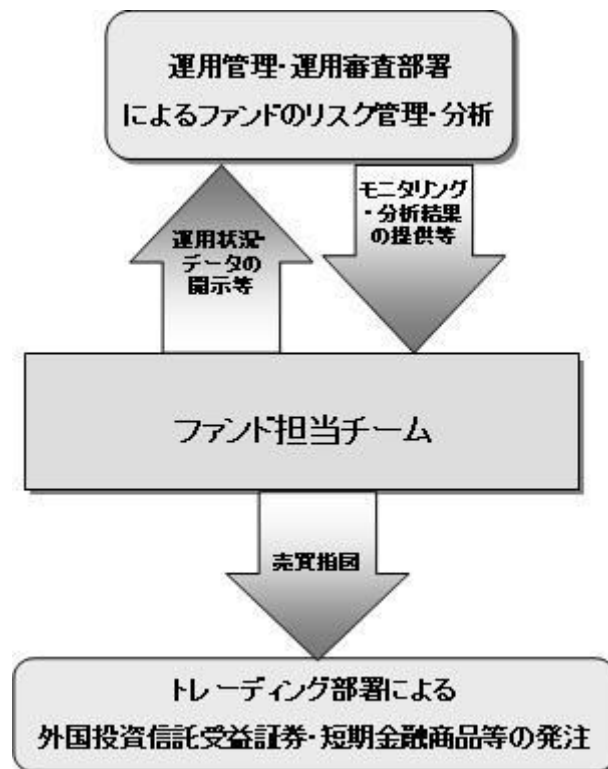 運用管理・運用審査部署
によるファンドのリスク管理・分析
運用状況・
データの
開示等
モニタリング
・分析結果
の提供等
ファンド担当チーム
売買指図
トレーディング部署による
外国投資信託受益証券・短期金融商品等の発注